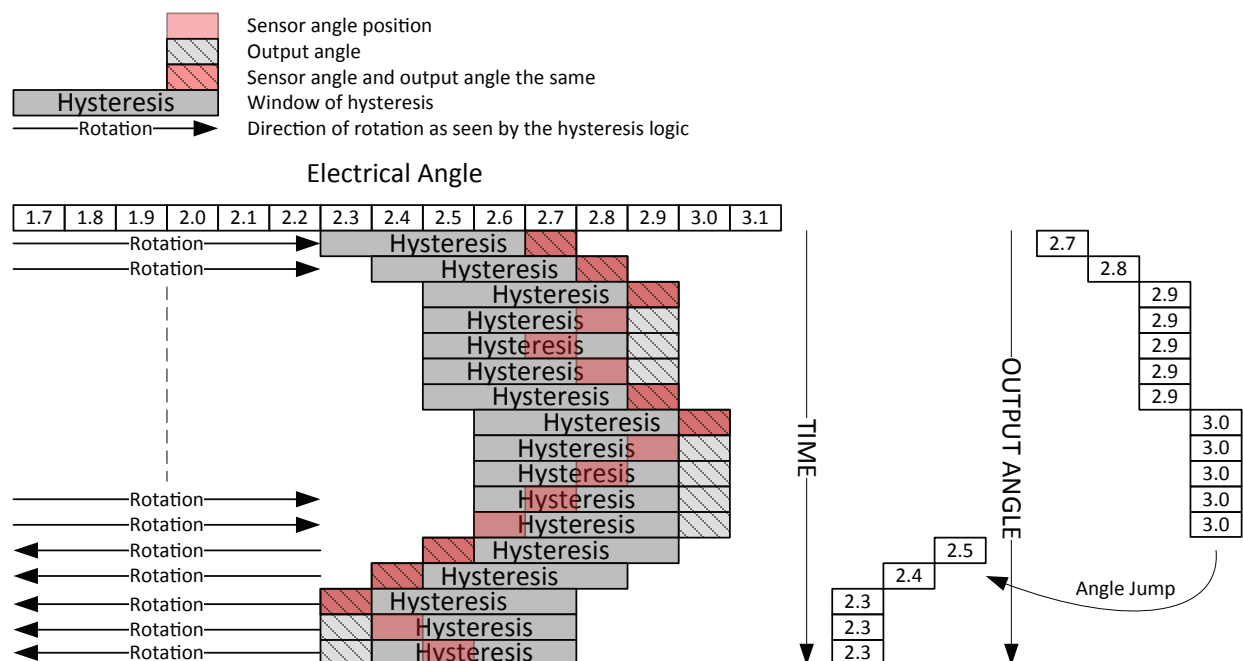 Sensor angle position
Output angle
Sensor angle and output angle the same
Hysteresis Window of hysteresis
Rotation Direction of rotation as seen by the hysteresis logic
Electrical Angle
1.7 1.8 1.9 2.0 2.1 2.2 2.3 2.4 2.5 2.6 2.7 2.8 2.9 3.0 3.1
Rotation Hysteresis 2.7
Rotation Hysteresis 2.8
Hysteresis 2.9
Hysteresis 2.9
Hysteresis 2.9
Hysteresis 2.9
Hysteresis 2.9
Hysteresis 3.0
Hysteresis 3.0
Hysteresis 3.0
Rotation Hysteresis 3.0
Rotation Hysteresis 3.0
Rotation Hysteresis 2.5
Rotation Hysteresis 2.4
Rotation Hysteresis 2.3
Rotation Hysteresis 2.3
Rotation Hysteresis 2.3
TIME
OUTPUT ANGLE
Angle Jump